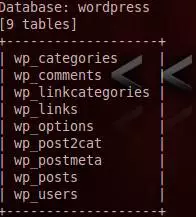 Database: wordpress
[9 tables]
+-------------------+
| wp_categories     |
| wp_comments       |
| wp_linkcategories |
| wp_links          |
| wp_options        |
| wp_post2cat       |
| wp_postmeta       |
| wp_posts          |
| wp_users          |
+-------------------+